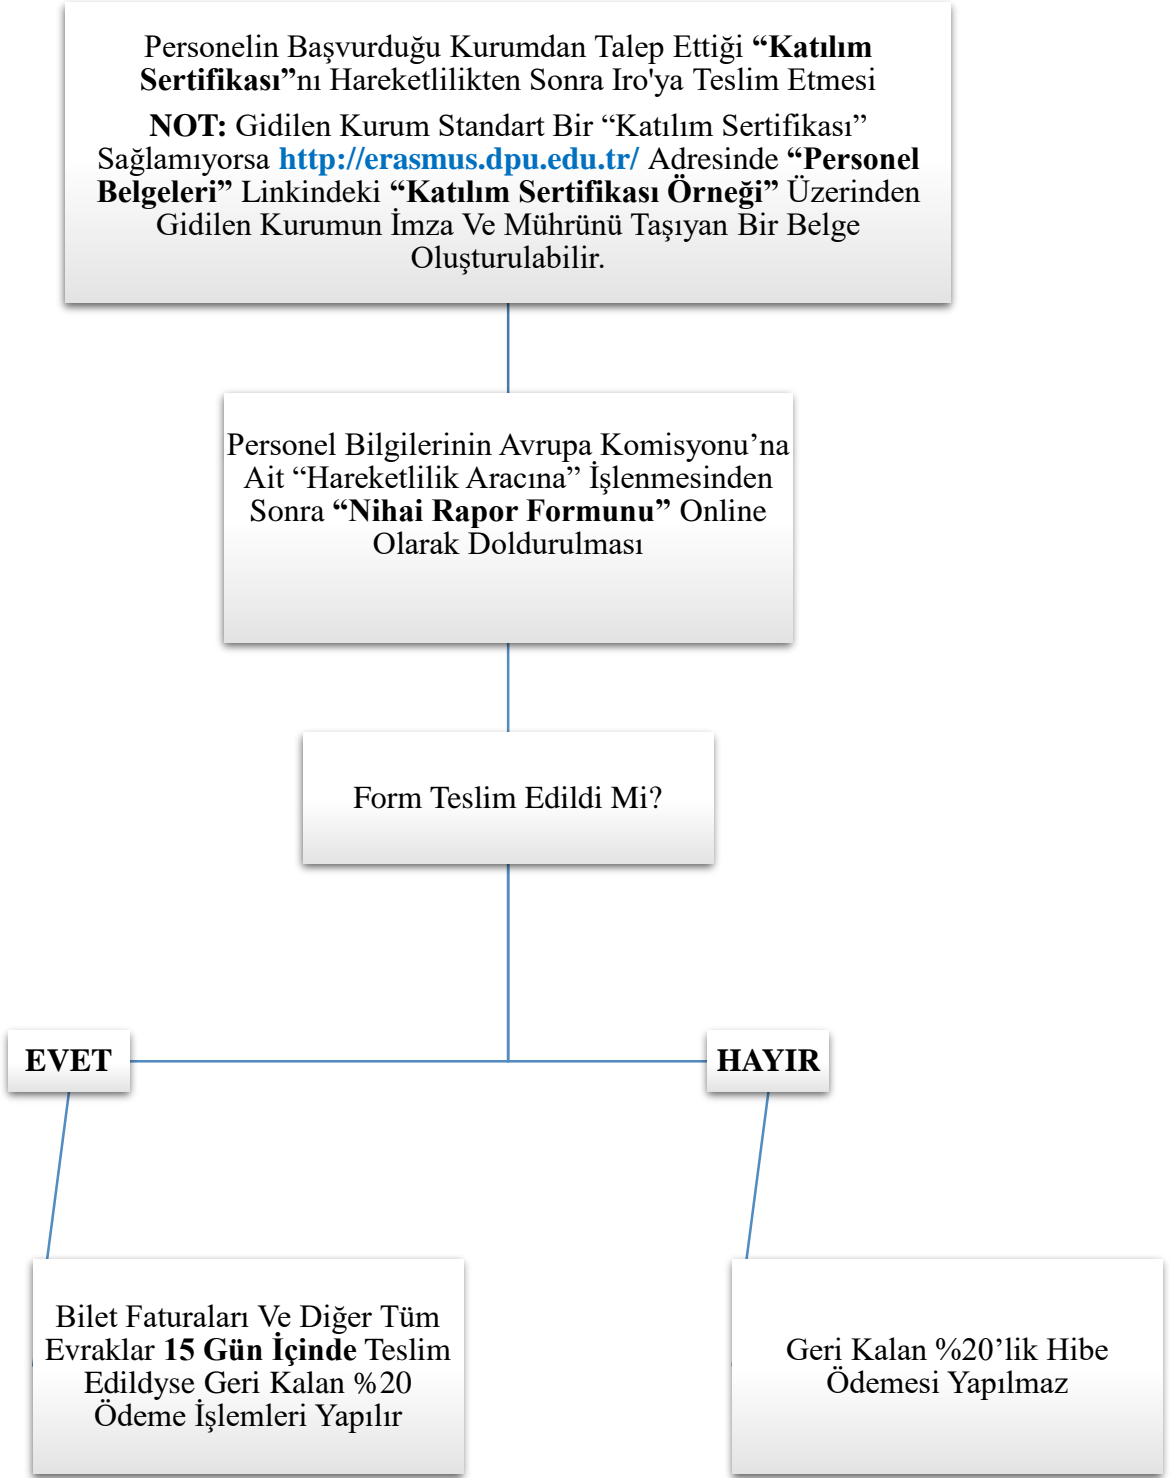 Personelin Başvurduğu Kurumdan Talep Ettiği “Katılım
Sertifikası”nı Hareketlilikten Sonra Iro'ya Teslim Etmesi
NOT: Gidilen Kurum Standart Bir “Katılım Sertifikası”
Sağlamıyorsa http://erasmus.dpu.edu.tr/ Adresinde “Personel
Belgeleri” Linkindeki “Katılım Sertifikası Örneği” Üzerinden
Gidilen Kurumun İmza Ve Mührünü Taşıyan Bir Belge
Oluşturulabilir.
Personel Bilgilerinin Avrupa Komisyonu’na
Ait “Hareketlilik Aracına” İşlenmesinden
Sonra “Nihai Rapor Formunu” Online
Olarak Doldurulması
Form Teslim Edildi Mi?
EVET
HAYIR
Bilet Faturaları Ve Diğer Tüm
Evraklar 15 Gün İçinde Teslim
Edildyse Geri Kalan %20
Ödeme İşlemleri Yapılır
Geri Kalan %20’lik Hibe
Ödemesi Yapılmaz